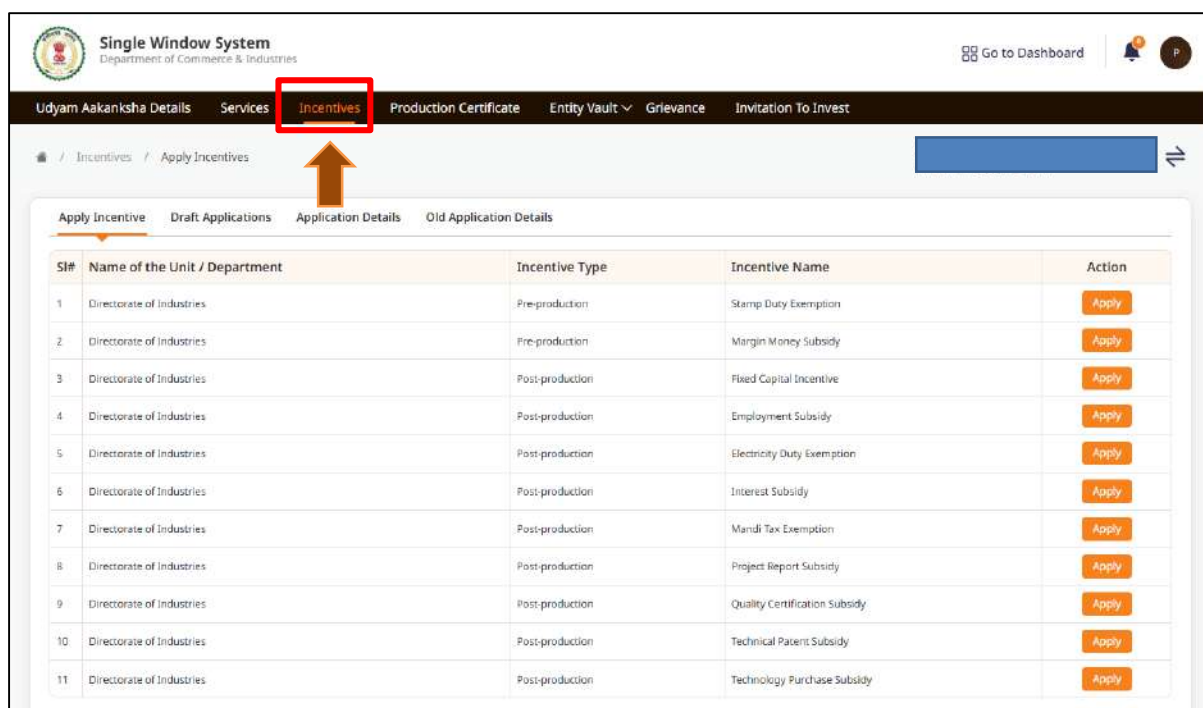 Single Window System
Department of Commerce & Industries
Go to Dashboard
P
Udyam Aakanksha Details Services Incentives Production Certificate Entity Vault Grievance Invitation To Invest
/ Incentives / Apply Incentives
Apply Incentive Draft Applications Application Details Old Application Details
Sl# Name of the Unit / Department Incentive Type Incentive Name Action
1 Directorate of Industries Pre-production Stamp Duty Exemption Apply
2 Directorate of Industries Pre-production Margin Money Subsidy Apply
3 Directorate of Industries Post-production Fixed Capital Incentive Apply
4 Directorate of Industries Post-production Employment Subsidy Apply
5 Directorate of Industries Post-production Electricity Duty Exemption Apply
6 Directorate of Industries Post-production Interest Subsidy Apply
7 Directorate of Industries Post-production Mandi Tax Exemption Apply
8 Directorate of Industries Post-production Project Report Subsidy Apply
9 Directorate of Industries Post-production Quality Certification Subsidy Apply
10 Directorate of Industries Post-production Technical Patent Subsidy Apply
11 Directorate of Industries Post-production Technology Purchase Subsidy Apply